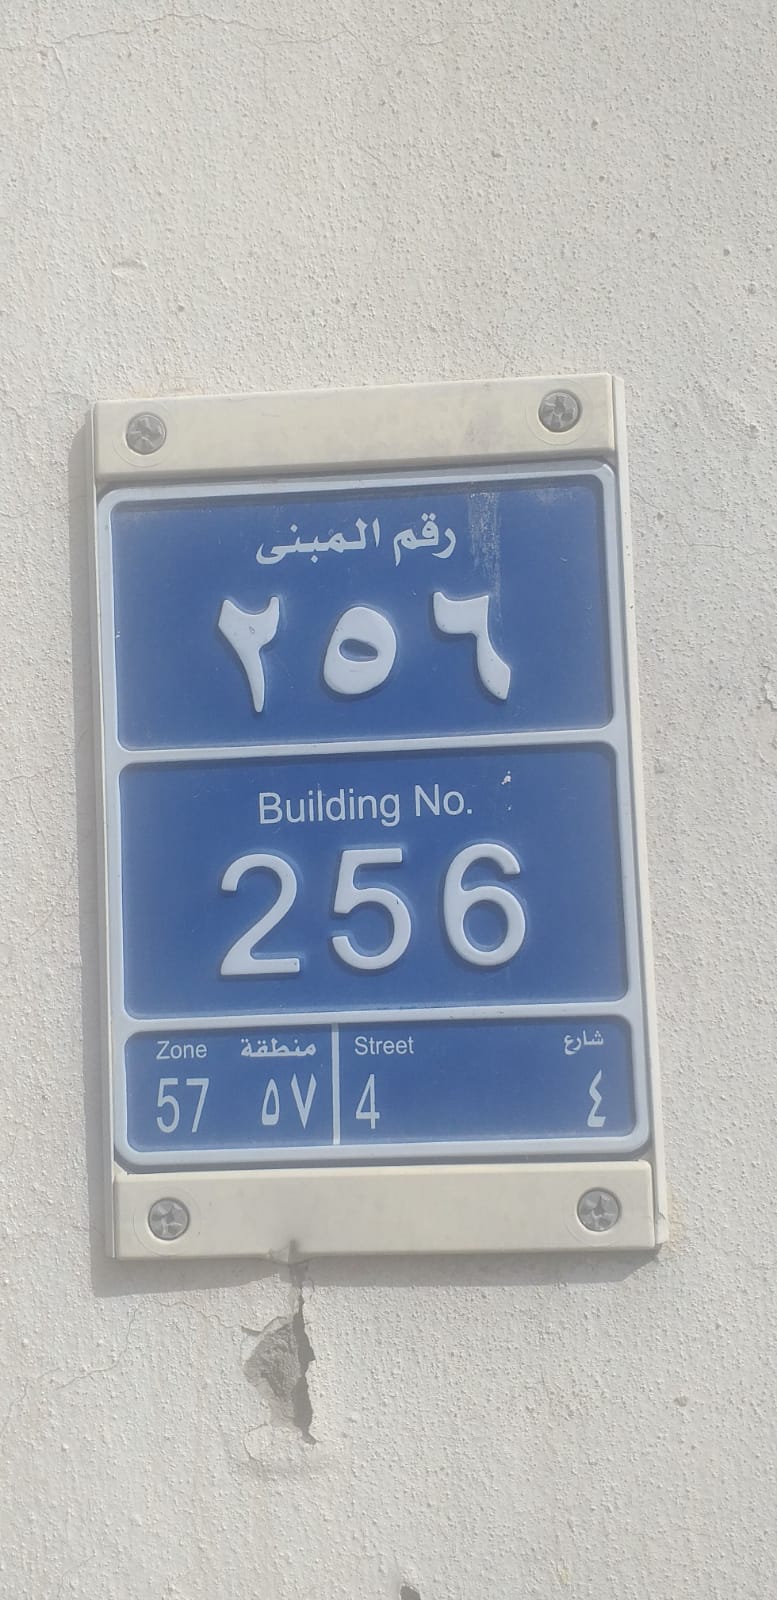 رقم المبنى
٢٥٦
Building No.
256
Zone منطقة Street شارع
57 ٥٧ 4 ٤